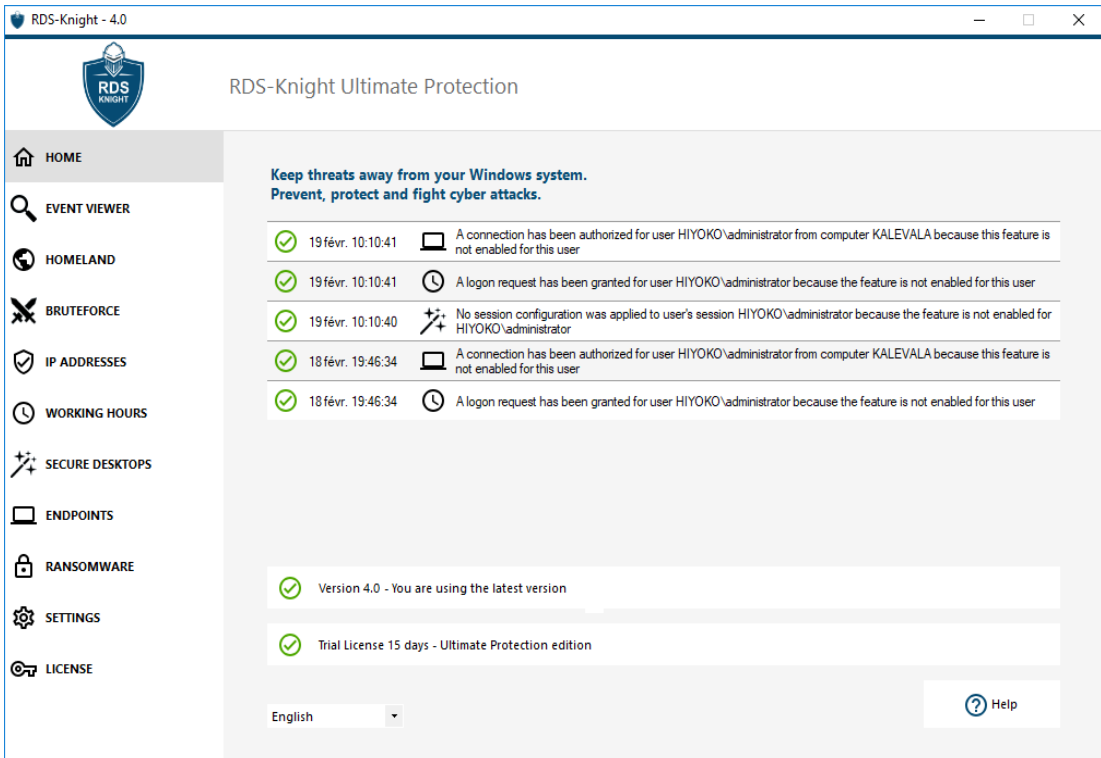 RDS-Knight - 4.0
RDS
KNIGHT
RDS-Knight Ultimate Protection
HOME
EVENT VIEWER
HOMELAND
BRUTEFORCE
IP ADDRESSES
WORKING HOURS
SECURE DESKTOPS
ENDPOINTS
RANSOMWARE
SETTINGS
LICENSE
Keep threats away from your Windows system.
Prevent, protect and fight cyber attacks.
19 févr. 10:10:41
A connection has been authorized for user HIYOKO\administrator from computer KALEVALA because this feature is
not enabled for this user
19 févr. 10:10:41
A logon request has been granted for user HIYOKO\administrator because the feature is not enabled for this user
19 févr. 10:10:40
No session configuration was applied to user's session HIYOKO\administrator because the feature is not enabled for
HIYOKO\administrator
18 févr. 19:46:34
A connection has been authorized for user HIYOKO\administrator from computer KALEVALA because this feature is
not enabled for this user
18 févr. 19:46:34
A logon request has been granted for user HIYOKO\administrator because the feature is not enabled for this user
Version 4.0 - You are using the latest version
Trial License 15 days - Ultimate Protection edition
English
Help